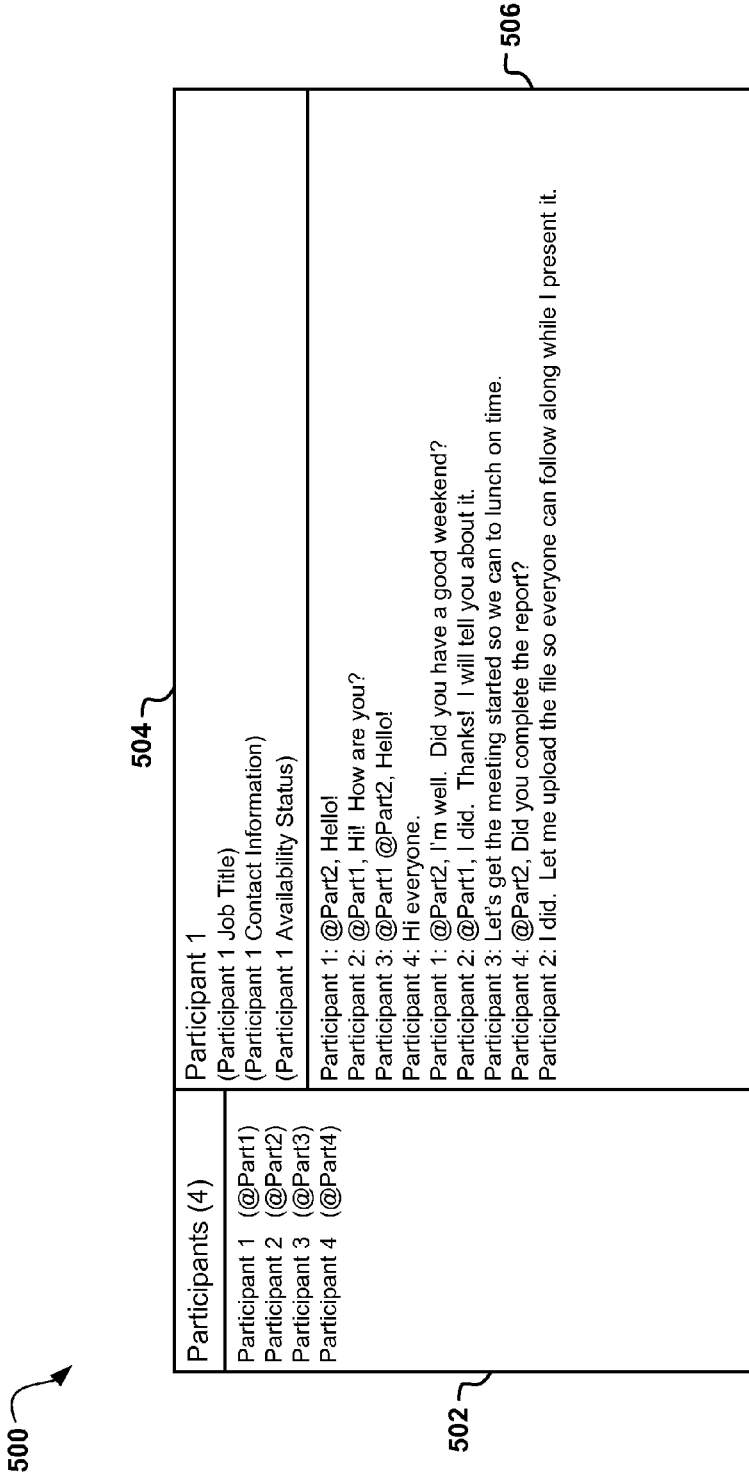 500
504
Participants (4)
Participant 1 (@Part1)
Participant 2 (@Part2)
Participant 3 (@Part3)
Participant 4 (@Part4)
502
Participant 1
(Participant 1 Job Title)
(Participant 1 Contact Information)
(Participant 1 Availability Status)
Participant 1: @Part2, Hello!
Participant 2: @Part1, Hi! How are you?
Participant 3: @Part1 @Part2, Hello!
Participant 4: Hi everyone.
Participant 1: @Part2, I'm well. Did you have a good weekend?
Participant 2: @Part1, I did. Thanks! I will tell you about it.
Participant 3: Let's get the meeting started so we can to lunch on time.
Participant 4: @Part2, Did you complete the report?
Participant 2: I did. Let me upload the file so everyone can follow along while I present it.
506